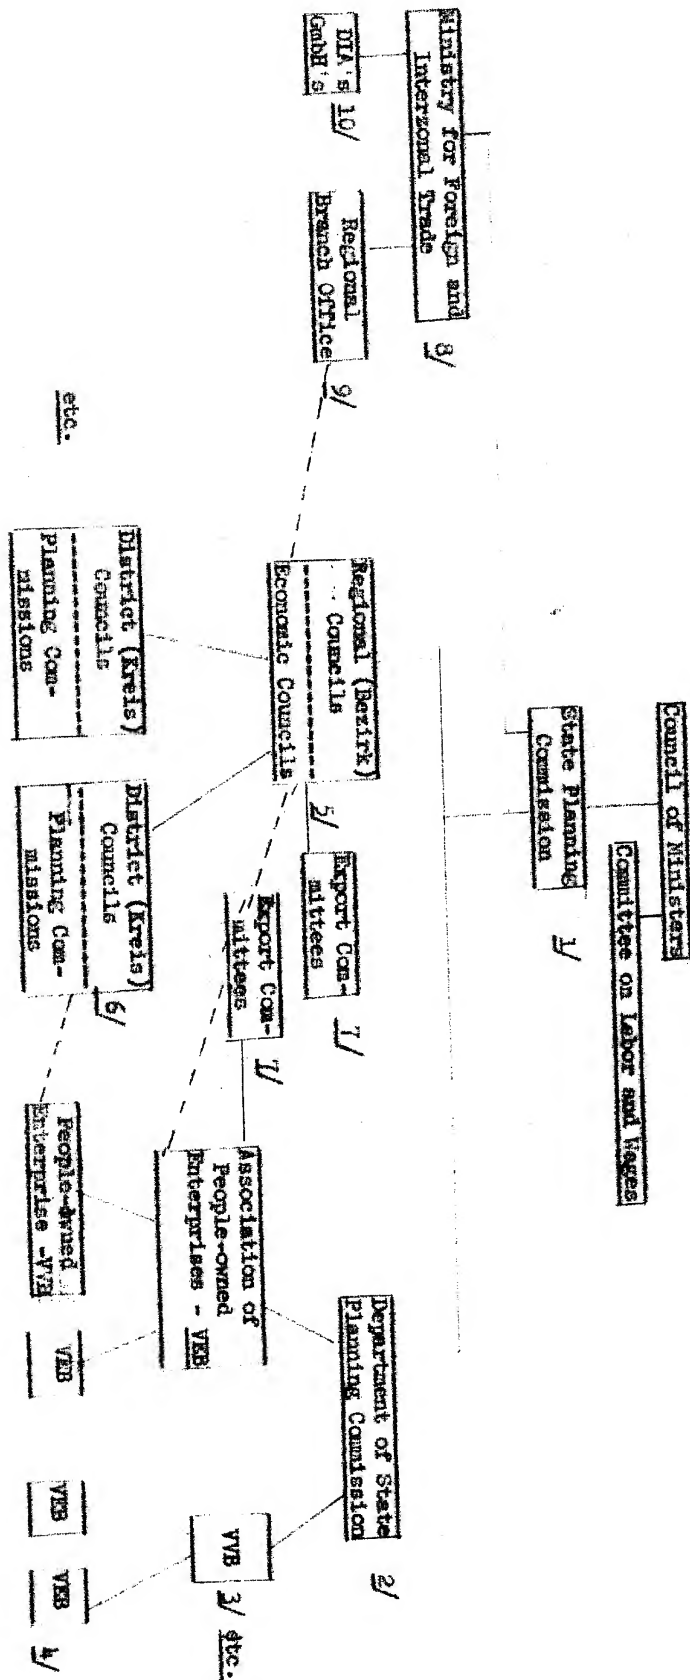 Council of Ministers
Committee on Labor and Wages
State Planning
Commission
1/
Ministry for Foreign and
Interzonal Trade
8/
DIA's
GmbH's
10/
Regional
Branch Office
9/
Department of State
Planning Commission
2/
Regional (Bezirk)
Councils
Economic Councils
5/
Export Com-
mittees
7/
Export Com-
mittees
7/
Association of
People-owned
Enterprises - VEB
VVB
3/
etc.
etc.
District (Kreis)
Councils
Planning Com-
missions
District (Kreis)
Councils
Planning Com-
missions
6/
People-owned
Enterprise -VVB
VEB
VEB
VEB
4/